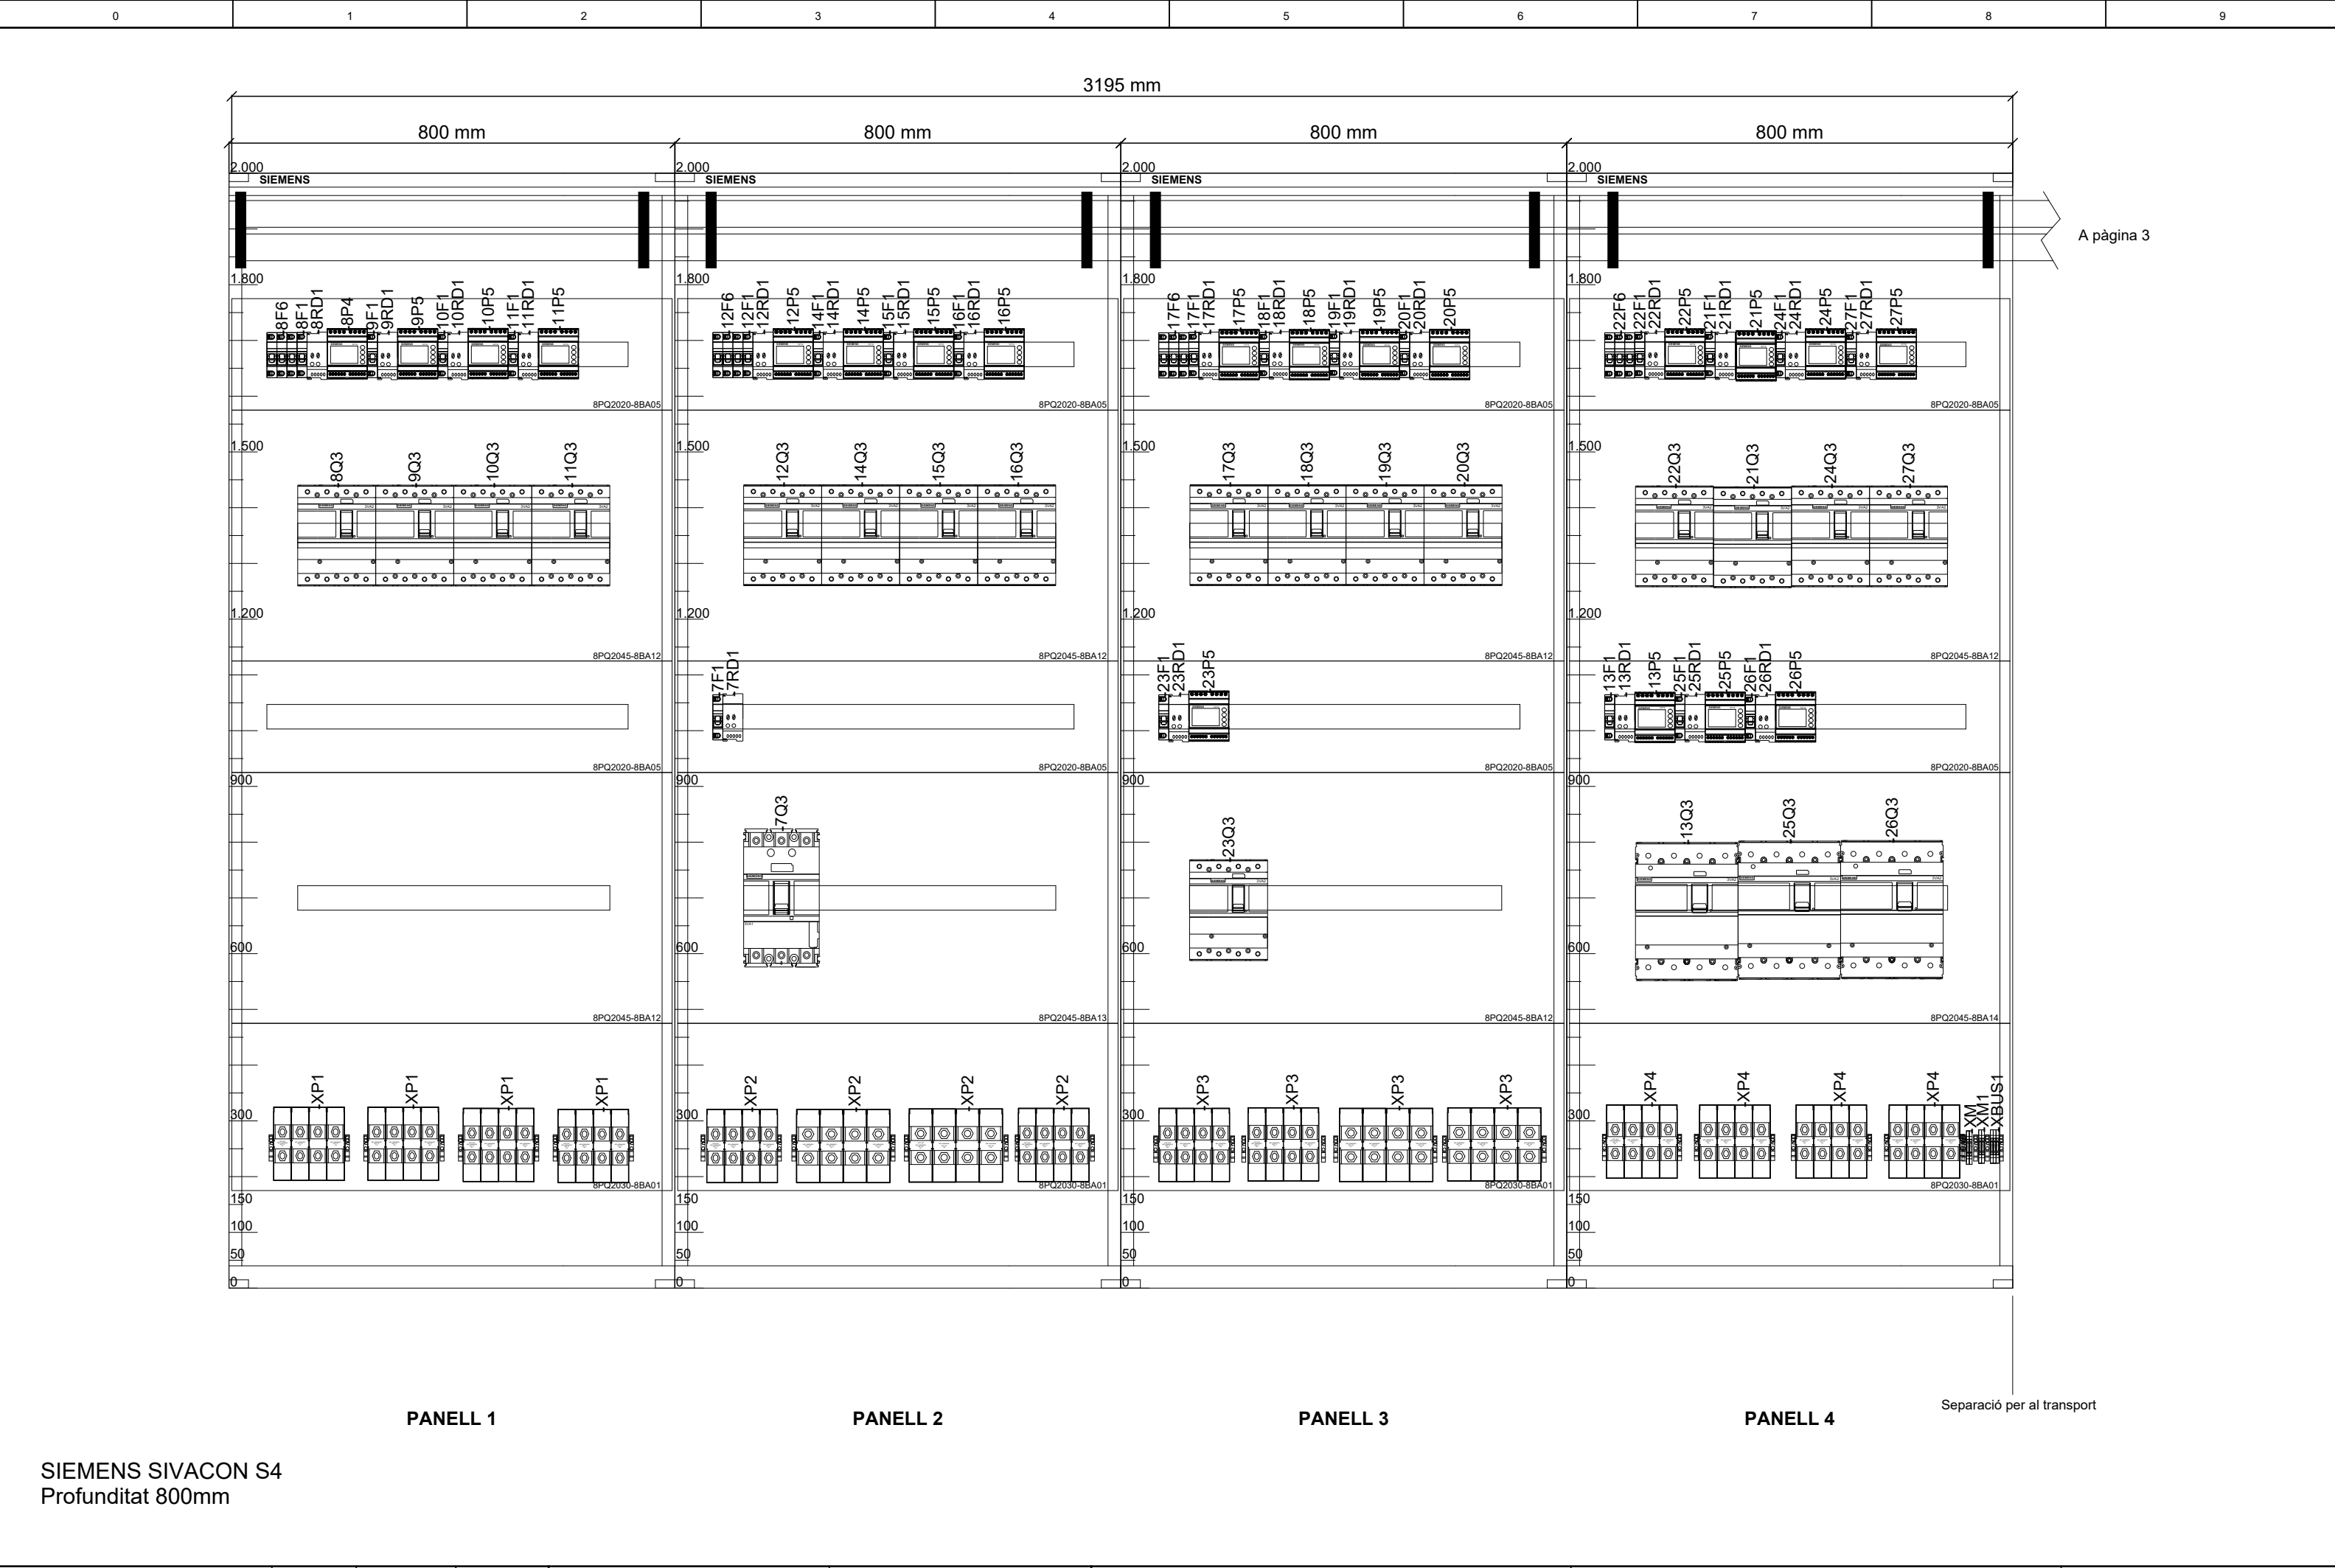 0 1 2 3 4 5 6 7 8 9
3195 mm
800 mm 800 mm 800 mm 800 mm
2.000 2.000 2.000 2.000
SIEMENS SIEMENS SIEMENS SIEMENS
A pàgina 3
1.800 1.800 1.800 1.800
-8F6 -8F1 -8RD1 -8P4 -9F1 -9RD1 -9P5 -10F1 -10RD1 -10P5 -11F1 -11RD1 -11P5
-12F6 -12F1 -12RD1 -12P5 -14F1 -14RD1 -14P5 -15F1 -15RD1 -15P5 -16F1 -16RD1 -16P5
-17F6 -17F1 -17RD1 -17P5 -18F1 -18RD1 -18P5 -19F1 -19RD1 -19P5 -20F1 -20RD1 -20P5
-22F6 -22F1 -22RD1 -22P5 -21F1 -21RD1 -21P5 -24F1 -24RD1 -24P5 -27F1 -27RD1 -27P5
8PQ2020-8BA05 8PQ2020-8BA05 8PQ2020-8BA05 8PQ2020-8BA05
1.500 1.500 1.500 1.500
-8Q3 -9Q3 -10Q3 -11Q3
-12Q3 -14Q3 -15Q3 -16Q3
-17Q3 -18Q3 -19Q3 -20Q3
-22Q3 -21Q3 -24Q3 -27Q3
1.200 1.200 1.200 1.200
8PQ2045-8BA12 8PQ2045-8BA12 8PQ2045-8BA12 8PQ2045-8BA12
-7F1 -7RD1
-23F1 -23RD1 -23P5
-13F1 -13RD1 -13P5 -25F1 -25RD1 -25P5 -26F1 -26RD1 -26P5
8PQ2020-8BA05 8PQ2020-8BA05 8PQ2020-8BA05 8PQ2020-8BA05
900 900 900 900
-7Q3 -23Q3 -13Q3 -25Q3 -26Q3
600 600 600 600
8PQ2045-8BA12 8PQ2045-8BA13 8PQ2045-8BA12 8PQ2045-8BA14
-XP1 -XP1 -XP1 -XP1
-XP2 -XP2 -XP2 -XP2
-XP3 -XP3 -XP3 -XP3
-XP4 -XP4 -XP4 -XP4 -XM -XM1 -XBUS1
300 300 300 300
8PQ2030-8BA01 8PQ2030-8BA01 8PQ2030-8BA01 8PQ2030-8BA01
150 150 150 150
100 100 100 100
50 50 50 50
0 0 0 0
Separació per al transport
PANELL 1 PANELL 2 PANELL 3 PANELL 4
SIEMENS SIVACON S4
Profunditat 800mm